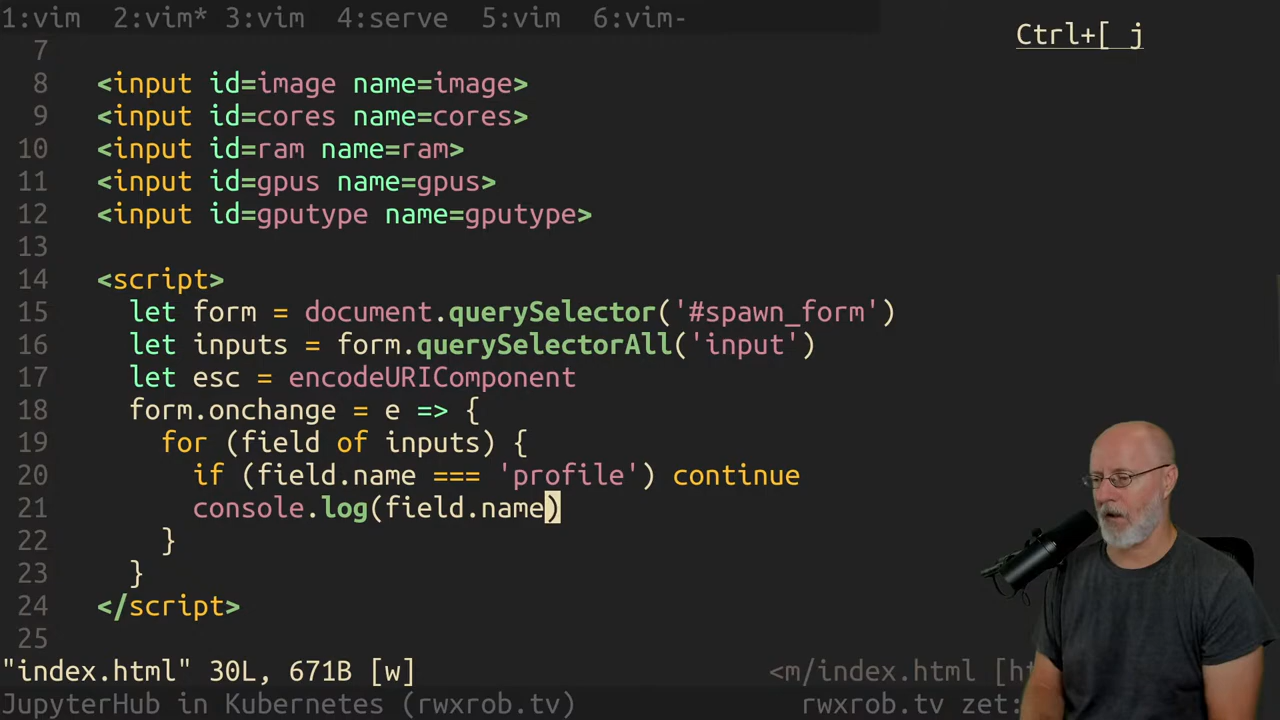 1:vim 2:vim* 3:vim 4:serve 5:vim 6:vim-
Ctrl+[ j
7
8 <input id=image name=image>
9 <input id=cores name=cores>
10 <input id=ram name=ram>
11 <input id=gpus name=gpus>
12 <input id=gputype name=gputype>
13
14 <script>
15 let form = document.querySelector('#spawn_form')
16 let inputs = form.querySelectorAll('input')
17 let esc = encodeURIComponent
18 form.onchange = e => {
19 for (field of inputs) {
20 if (field.name === 'profile') continue
21 console.log(field.name)
22 }
23 }
24 </script>
25
"index.html" 30L, 671B [w] <m/index.html [h
JupyterHub in Kubernetes (rwxrob.tv) rwxrob.tv zet: